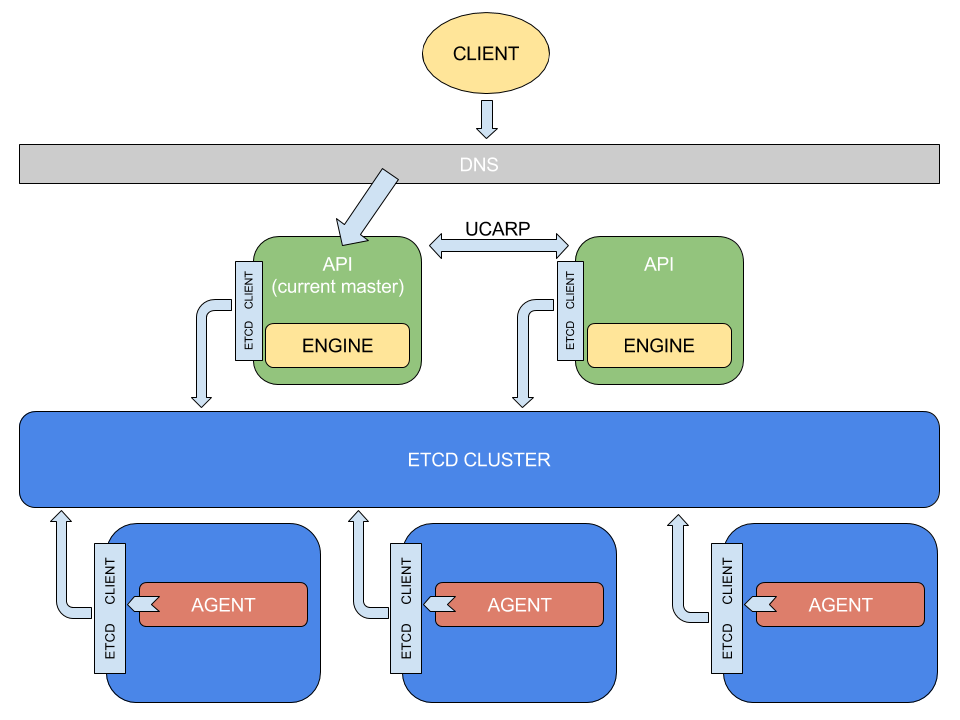 CLIENT
DNS
UCARP
API
(current master)
API
ETCD CLIENT
ENGINE
ETCD CLIENT
ENGINE
ETCD CLUSTER
ETCD CLIENT
AGENT
ETCD CLIENT
AGENT
ETCD CLIENT
AGENT